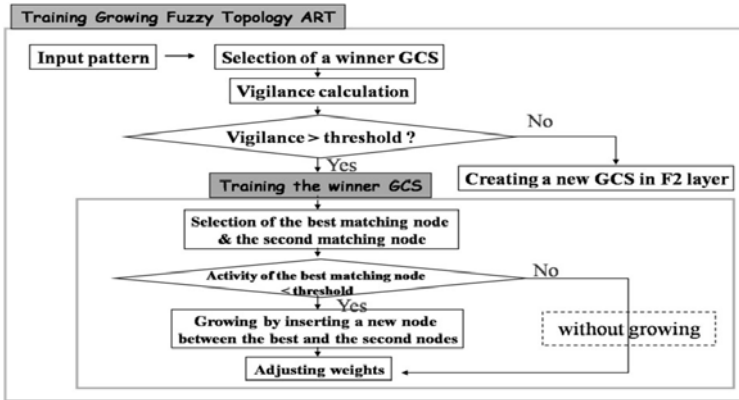 Training Growing Fuzzy Topology ART
Input pattern
Selection of a winner GCS
Vigilance calculation
Vigilance > threshold ?
No
Yes
Creating a new GCS in F2 layer
Training the winner GCS
Selection of the best matching node
& the second matching node
Activity of the best matching node
< threshold
No
Yes
Growing by inserting a new node
between the best and the second nodes
without growing
Adjusting weights